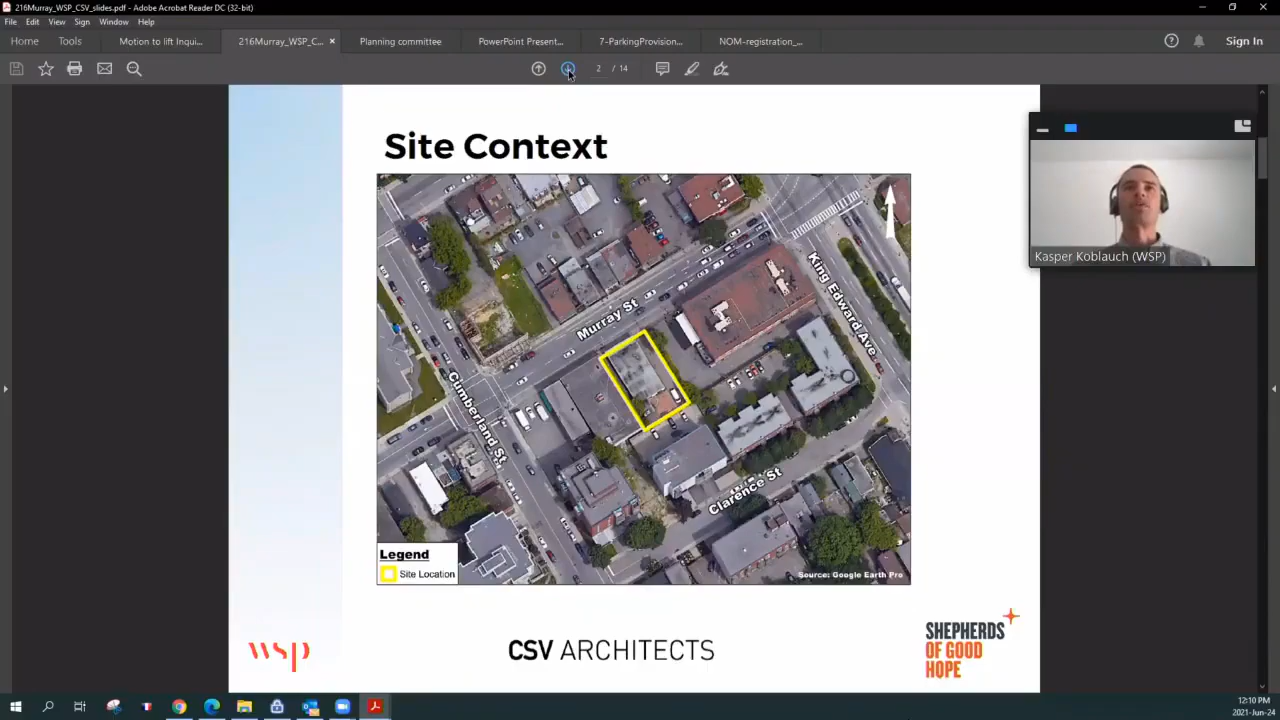 216Murray_WSP_CSV_slides.pdf - Adobe Acrobat Reader DC (32-bit)
File Edit View Sign Window Help
Home Tools Motion to lift Inqui... 216Murray_WSP_C... × Planning committee PowerPoint Present... 7-ParkingProvision... NOM-registration_... Sign In
2 / 14
Site Context
Kasper Koblauch (WSP)
King Edward Ave
Murray St
Cumberland St
Clarence St
Legend
Site Location
Source: Google Earth Pro
wsp
CSV ARCHITECTS
SHEPHERDS
OF GOOD
HOPE
12:10 PM
2021-Jun-24